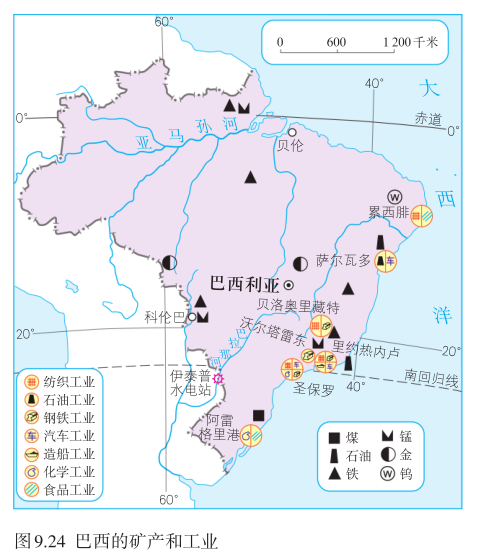 60°
0 600 1 200 千米
40°
大
0°
赤道
0°
亚马孙河
贝伦
西
累西腓
萨尔瓦多
巴西利亚
洋
贝洛奥里藏特
科伦巴
沃尔塔雷东
里约热内卢
20°
20°
巴拉那河
伊泰普
水电站
南回归线
40°
圣保罗
阿雷
格里港
60°
纺织工业
石油工业
钢铁工业
汽车工业
造船工业
化学工业
食品工业
煤 锰
石油 金
铁 W 钨
图9.24 巴西的矿产和工业